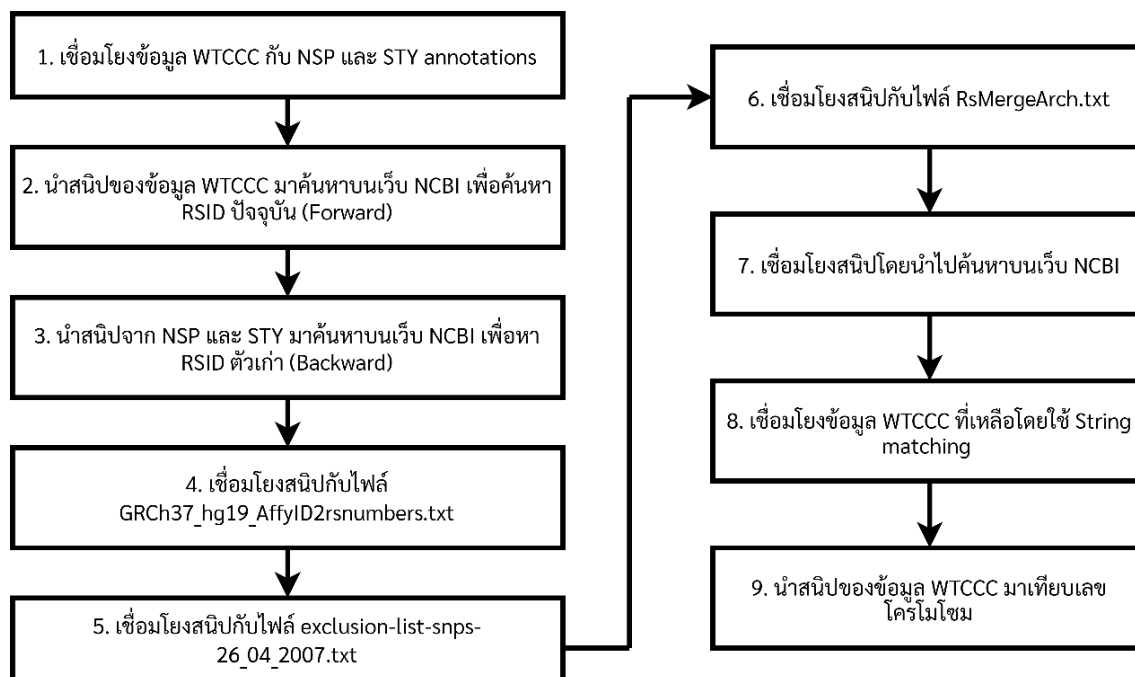 1. เชื่อมโยงข้อมูล WTCCC กับ NSP และ STY annotations
2. นำสนิปของข้อมูล WTCCC มาค้นหาบนเว็บ NCBI เพื่อค้นหา
RSID ปัจจุบัน (Forward)
3. นำสนิปจาก NSP และ STY มาค้นหาบนเว็บ NCBI เพื่อหา
RSID ตัวเก่า (Backward)
4. เชื่อมโยงสนิปกับไฟล์
GRCh37_hg19_AffyID2rsnumbers.txt
5. เชื่อมโยงสนิปกับไฟล์ exclusion-list-snps-
26_04_2007.txt
6. เชื่อมโยงสนิปกับไฟล์ RsMergeArch.txt
7. เชื่อมโยงสนิปโดยนำไปค้นหาบนเว็บ NCBI
8. เชื่อมโยงข้อมูล WTCCC ที่เหลือโดยใช้ String
matching
9. นำสนิปของข้อมูล WTCCC มาเทียบเลข
โครโมโซม